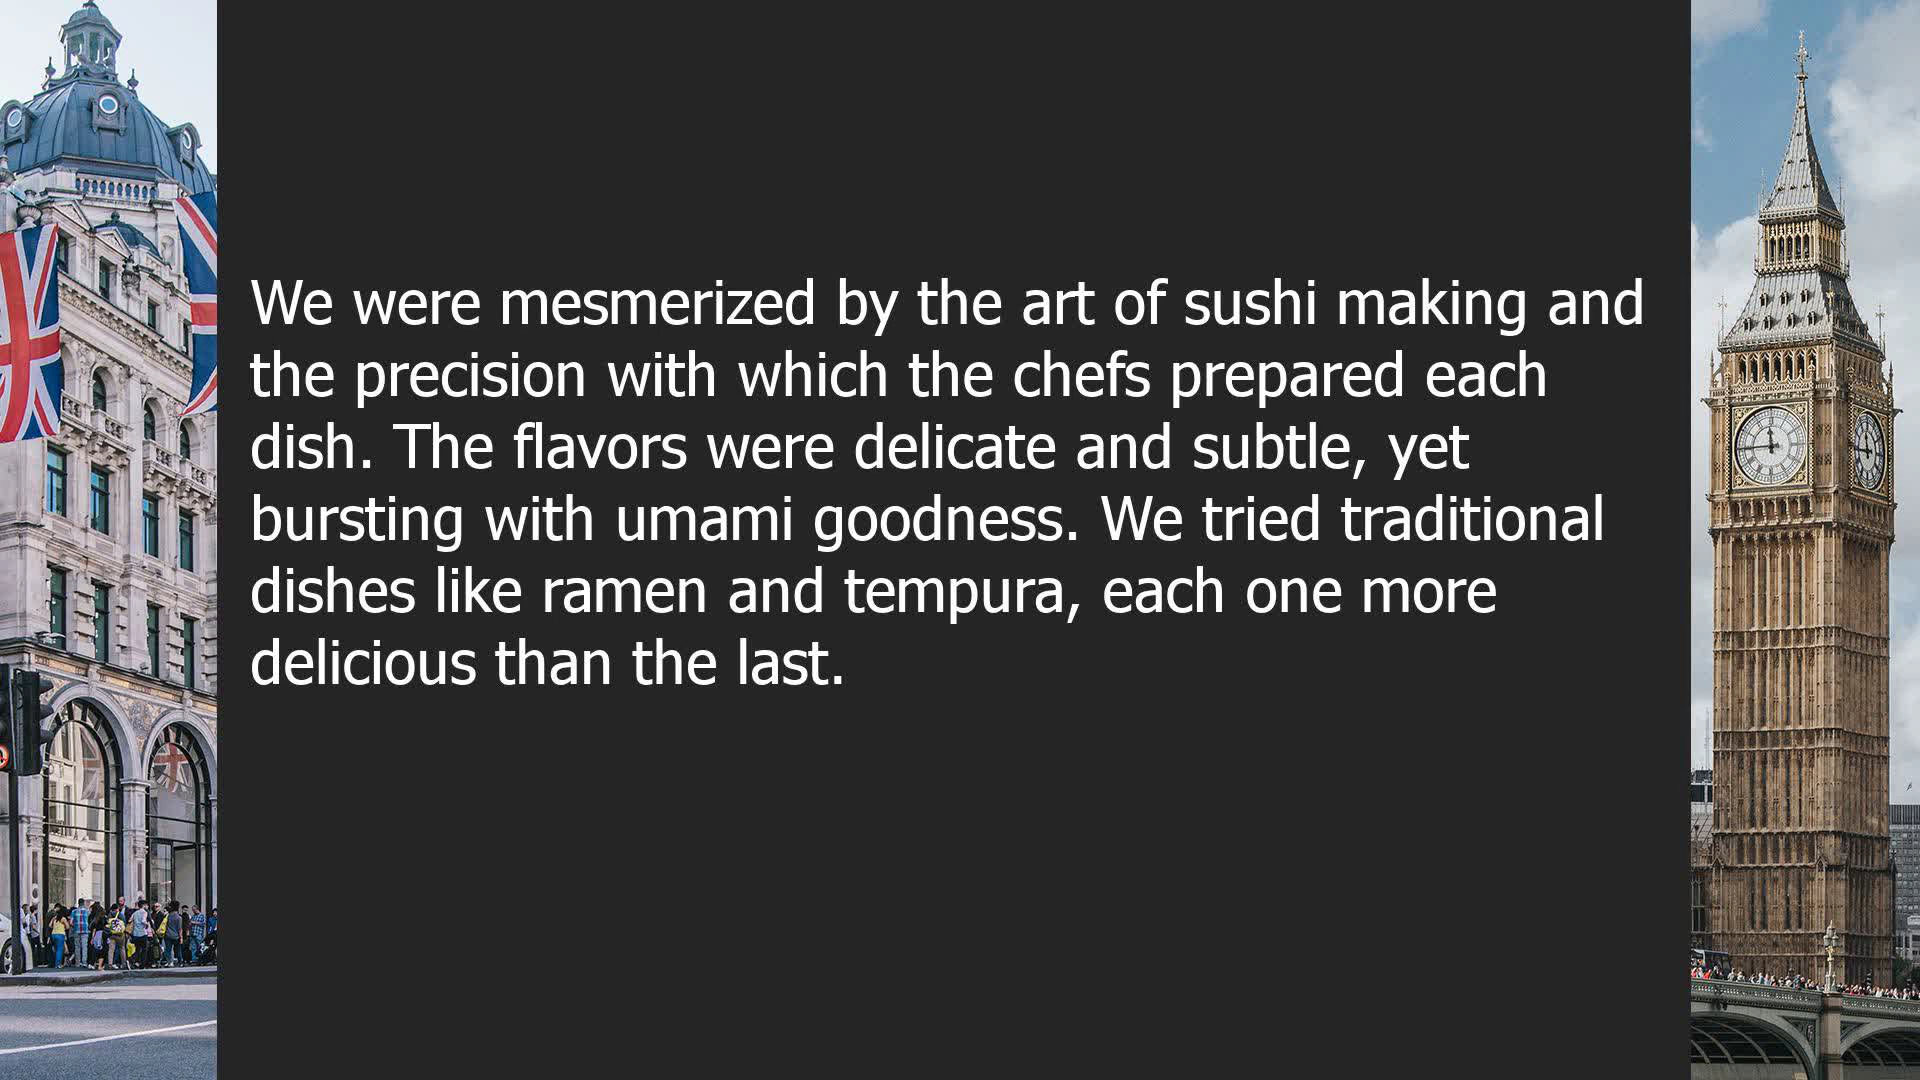 We were mesmerized by the art of sushi making and
the precision with which the chefs prepared each
dish. The flavors were delicate and subtle, yet
bursting with umami goodness. We tried traditional
dishes like ramen and tempura, each one more
delicious than the last.